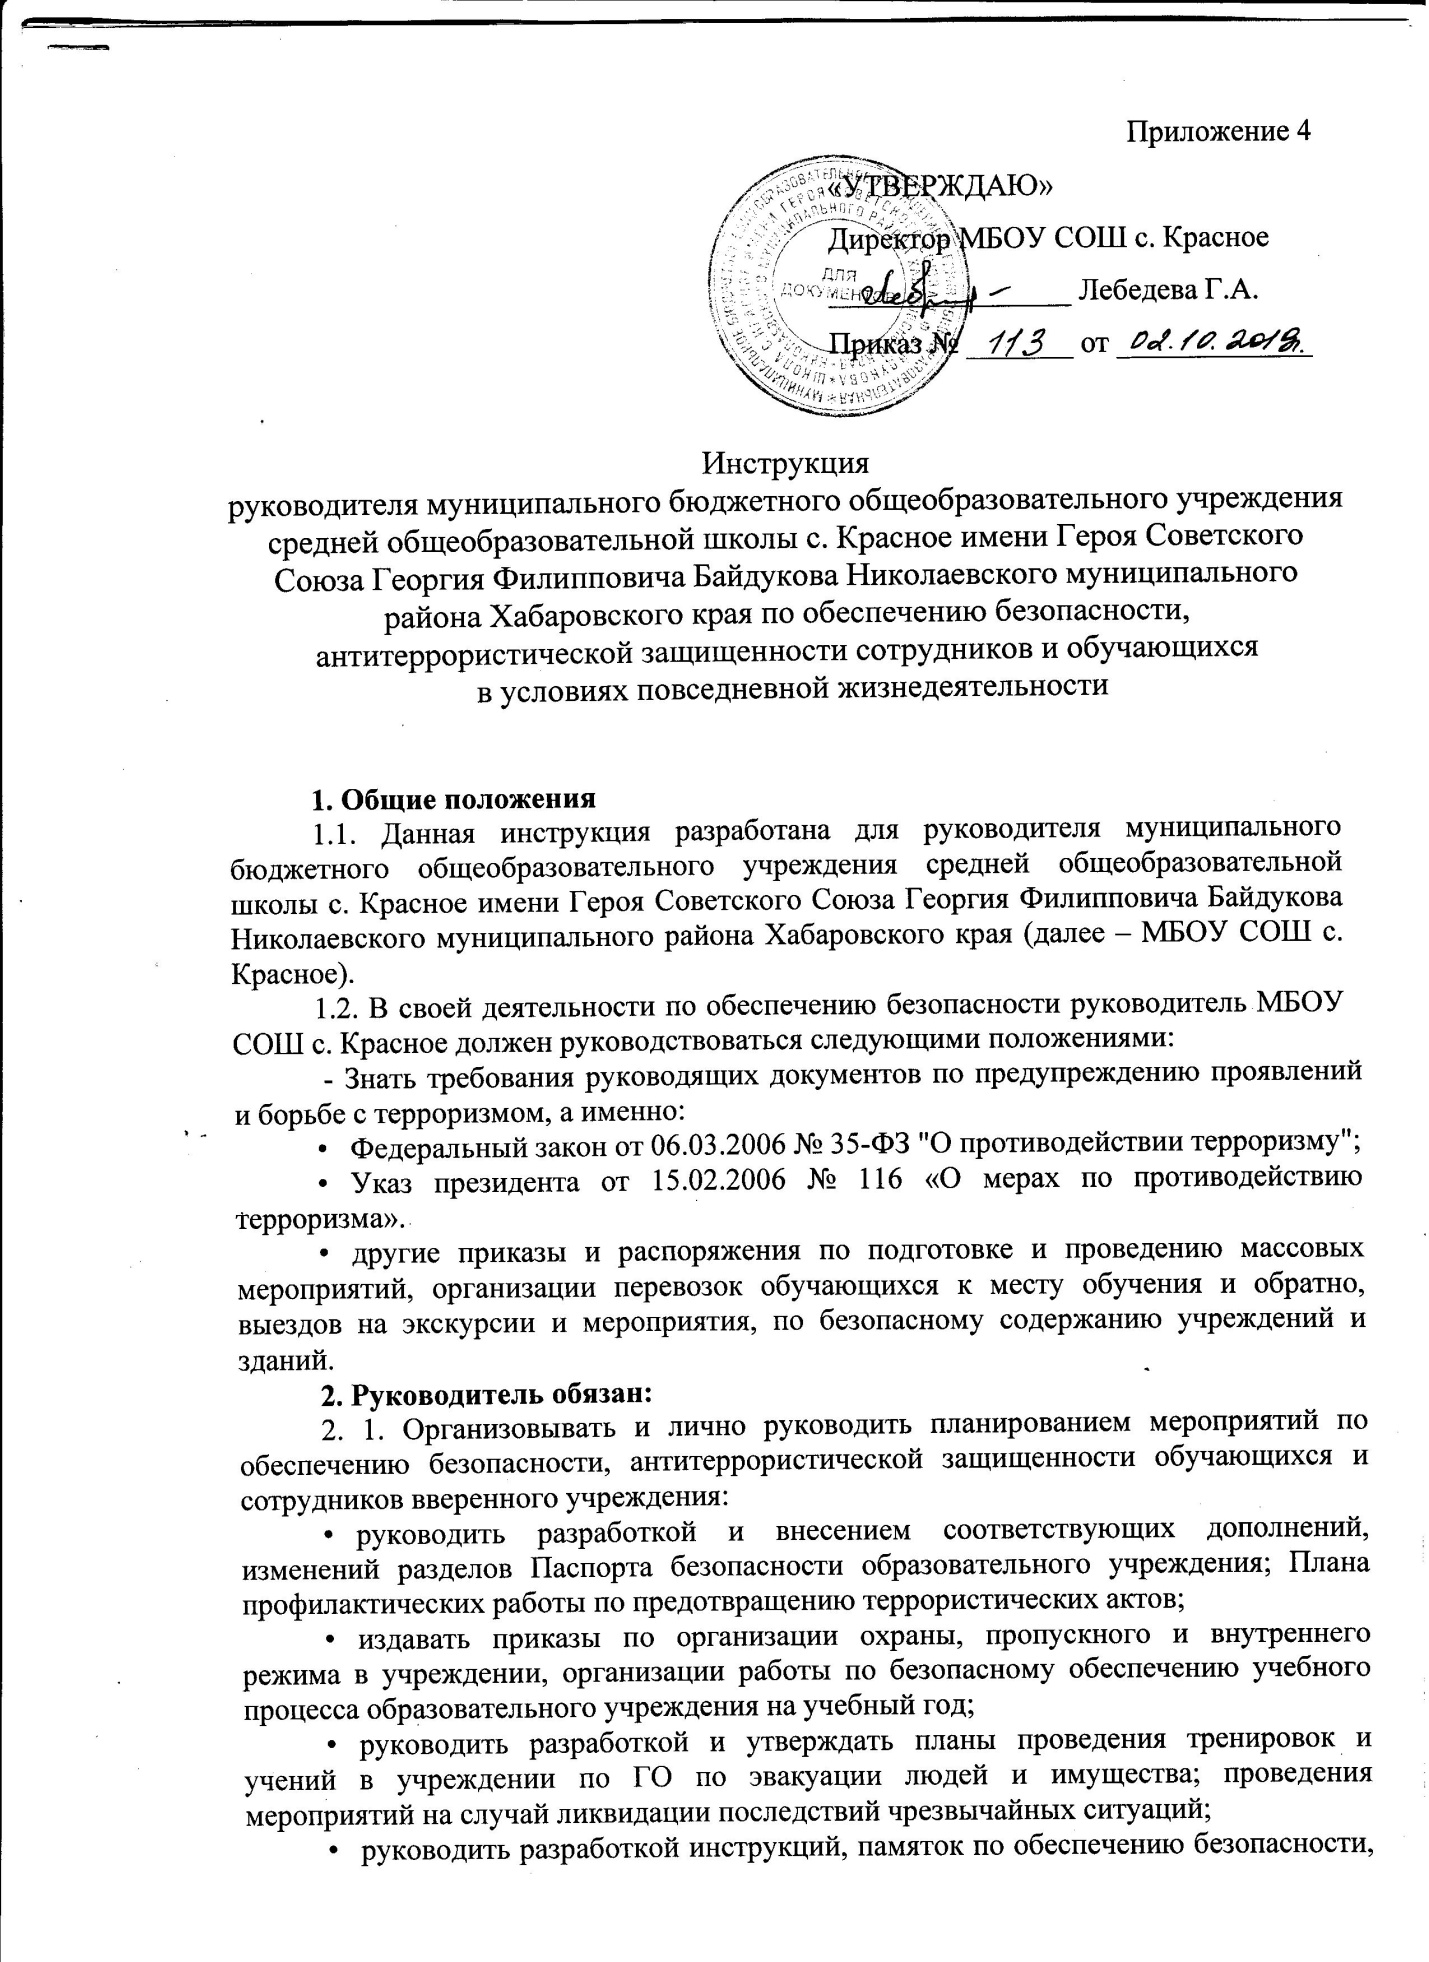 Приложение 4
«УТВЕРЖДАЮ»
Директор МБОУ СОШ с. Красное
ДЛЯ
ДОКУМЕНТОВ
Лебедева Г.А.
Приказ № 113 от 02.10.2019г.
Инструкция
руководителя муниципального бюджетного общеобразовательного учреждения
средней общеобразовательной школы с. Красное имени Героя Советского
Союза Георгия Филипповича Байдукова Николаевского муниципального
района Хабаровского края по обеспечению безопасности,
антитеррористической защищенности сотрудников и обучающихся
в условиях повседневной жизнедеятельности
1. Общие положения
1.1. Данная инструкция разработана для руководителя муниципального
бюджетного общеобразовательного учреждения средней общеобразовательной
школы с. Красное имени Героя Советского Союза Георгия Филипповича Байдукова
Николаевского муниципального района Хабаровского края (далее – МБОУ СОШ с.
Красное).
1.2. В своей деятельности по обеспечению безопасности руководитель МБОУ
СОШ с. Красное должен руководствоваться следующими положениями:
- Знать требования руководящих документов по предупреждению проявлений
и борьбе с терроризмом, а именно:
• Федеральный закон от 06.03.2006 № 35-ФЗ "О противодействии терроризму";
• Указ президента от 15.02.2006 № 116 «О мерах по противодействию
терроризма».
• другие приказы и распоряжения по подготовке и проведению массовых
мероприятий, организации перевозок обучающихся к месту обучения и обратно,
выездов на экскурсии и мероприятия, по безопасному содержанию учреждений и
зданий.
2. Руководитель обязан:
2. 1. Организовывать и лично руководить планированием мероприятий по
обеспечению безопасности, антитеррористической защищенности обучающихся и
сотрудников вверенного учреждения:
• руководить разработкой и внесением соответствующих дополнений,
изменений разделов Паспорта безопасности образовательного учреждения; Плана
профилактических работы по предотвращению террористических актов;
• издавать приказы по организации охраны, пропускного и внутреннего
режима в учреждении, организации работы по безопасному обеспечению учебного
процесса образовательного учреждения на учебный год;
• руководить разработкой и утверждать планы проведения тренировок и
учений в учреждении по ГО по эвакуации людей и имущества; проведения
мероприятий на случай ликвидации последствий чрезвычайных ситуаций;
• руководить разработкой инструкций, памяток по обеспечению безопасности,